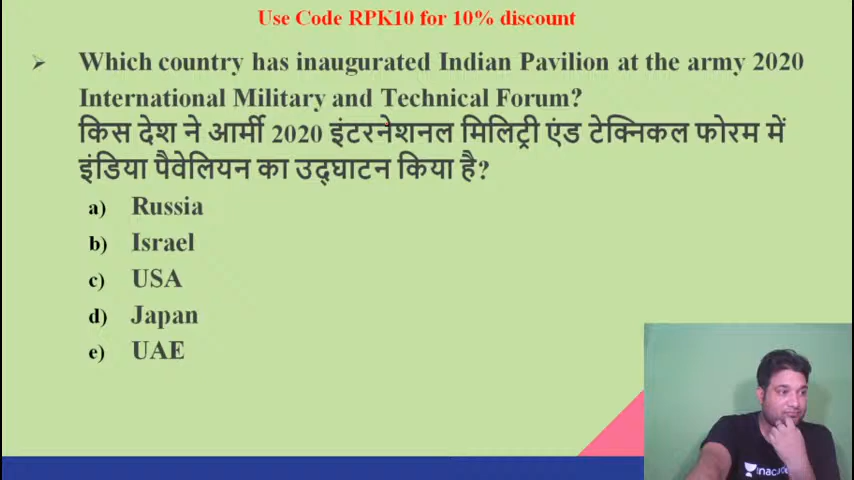 Use Code RPK10 for 10% discount
Which country has inaugurated Indian Pavilion at the army 2020
International Military and Technical Forum?
किस देश ने आर्मी 2020 इंटरनेशनल मिलिट्री एंड टेक्निकल फोरम में
इंडिया पैवेलियन का उद्घाटन किया है?
a) Russia
b) Israel
c) USA
d) Japan
e) UAE